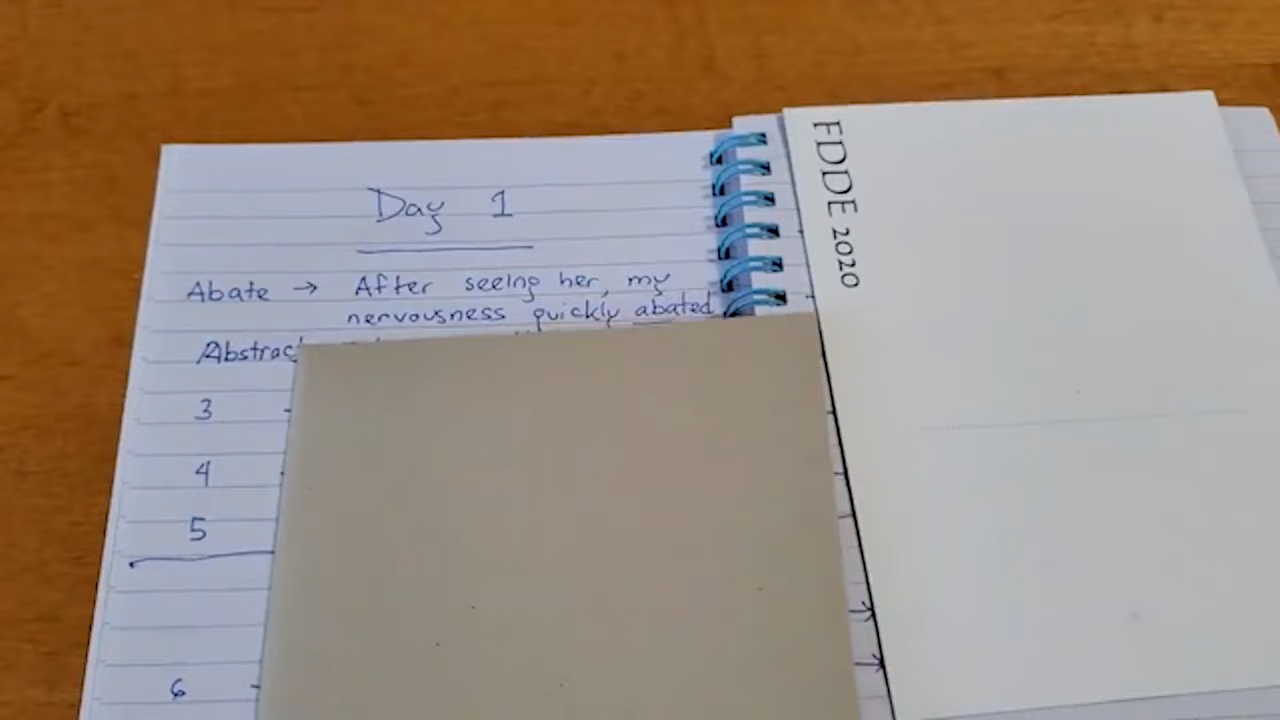 Day 1
Abate → After seeing her, my
nervousness quickly abated
Abstrac
3
4
5
6
FDDE 2020